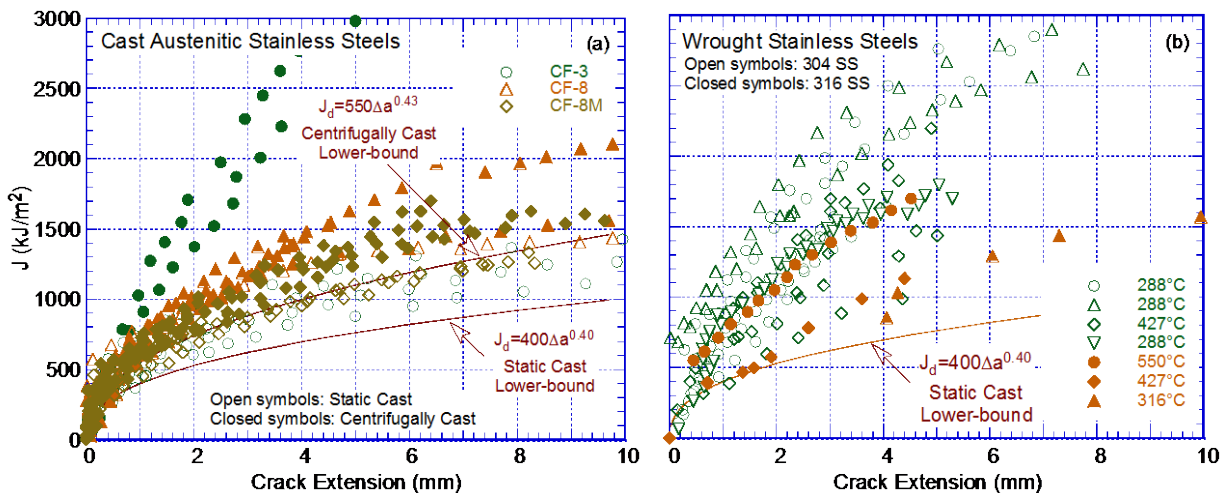 Cast Austenitic Stainless Steels
(a)
CF-3
CF-8
CF-8M
J_d=550Δa^0.43
Centrifugally Cast
Lower-bound
J_d=400Δa^0.40
Static Cast
Lower-bound
Open symbols: Static Cast
Closed symbols: Centrifugally Cast
3000
2500
2000
1500
1000
500
0
J (kJ/m²)
0 2 4 6 8 10
Crack Extension (mm)
Wrought Stainless Steels
(b)
Open symbols: 304 SS
Closed symbols: 316 SS
288°C
288°C
427°C
288°C
550°C
427°C
316°C
J_d=400Δa^0.40
Static Cast
Lower-bound
0 2 4 6 8 10
Crack Extension (mm)